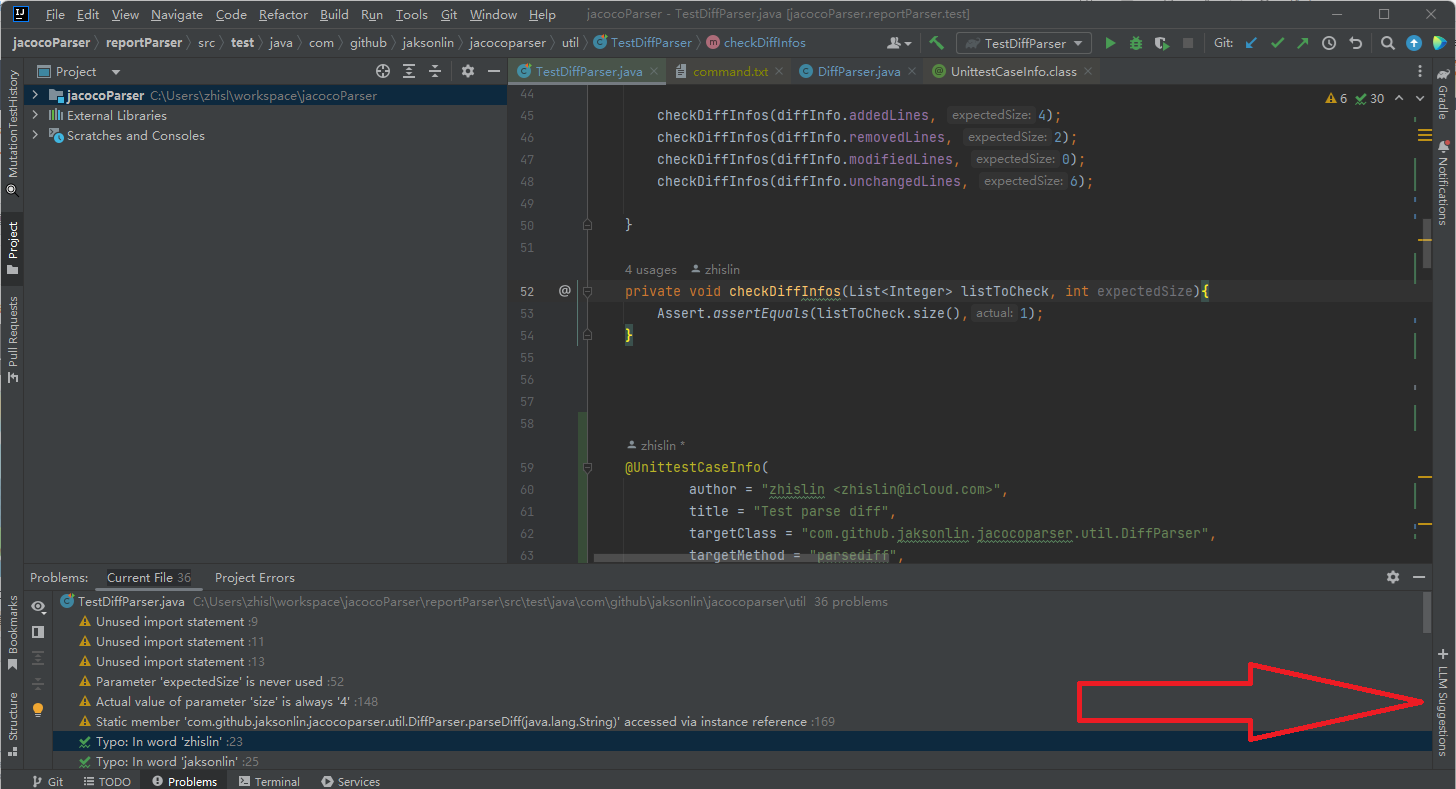 File Edit View Navigate Code Refactor Build Run Tools Git Window Help jacocoParser - TestDiffParser.java [jacocoParser.reportParser.test]
jacocoParser reportParser src test java com github jaksonlin jacocoparser util TestDiffParser checkDiffInfos TestDiffParser Git:
Project
TestDiffParser.java command.txt DiffParser.java UnittestCaseInfo.class
jacocoParser C:\Users\zhisl\workspace\jacocoParser
External Libraries
Scratches and Consoles
6 30
44
45 checkDiffInfos(diffInfo.addedLines, expectedSize: 4);
46 checkDiffInfos(diffInfo.removedLines, expectedSize: 2);
47 checkDiffInfos(diffInfo.modifiedLines, expectedSize: 0);
48 checkDiffInfos(diffInfo.unchangedLines, expectedSize: 6);
49
50 }
51
4 usages zhislin
52 @ private void checkDiffInfos(List<Integer> listToCheck, int expectedSize){
53 Assert.assertEquals(listToCheck.size(), actual: 1);
54 }
55
56
57
58
zhislin *
59 @UnittestCaseInfo(
60 author = "zhislin <zhislin@icloud.com>",
61 title = "Test parse diff",
62 targetClass = "com.github.jaksonlin.jacocoparser.util.DiffParser",
63 targetMethod = "parsediff",
MutationTestHistory
Project
Pull Requests
Bookmarks
Structure
Gradle
Notifications
LLM Suggestions
Problems: Current File 36 Project Errors
TestDiffParser.java C:\Users\zhisl\workspace\jacocoParser\reportParser\src\test\java\com\github\jaksonlin\jacocoparser\util 36 problems
Unused import statement :9
Unused import statement :11
Unused import statement :13
Parameter 'expectedSize' is never used :52
Actual value of parameter 'size' is always '4' :148
Static member 'com.github.jaksonlin.jacocoparser.util.DiffParser.parseDiff(java.lang.String)' accessed via instance reference :169
Typo: In word 'zhislin' :23
Typo: In word 'jaksonlin' :25
Git TODO Problems Terminal Services